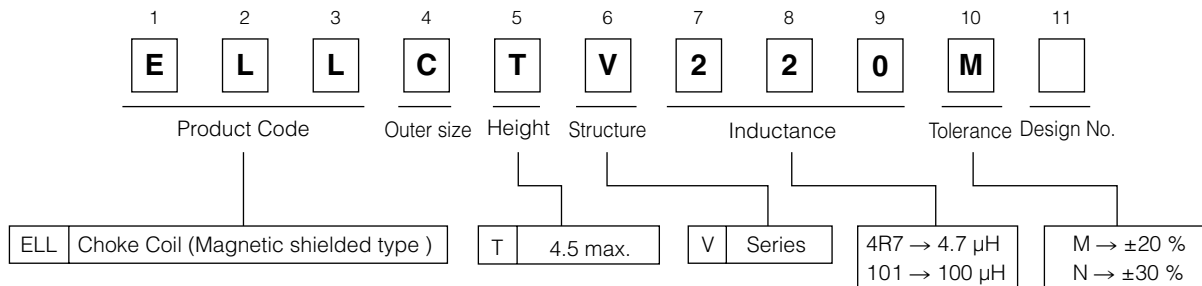 1 2 3 4 5 6 7 8 9 10 11
E L L C T V 2 2 0 M
Product Code Outer size Height Structure Inductance Tolerance Design No.
ELL Choke Coil (Magnetic shielded type ) T 4.5 max. V Series 4R7 → 4.7 μH M → ±20 %
101 → 100 μH N → ±30 %